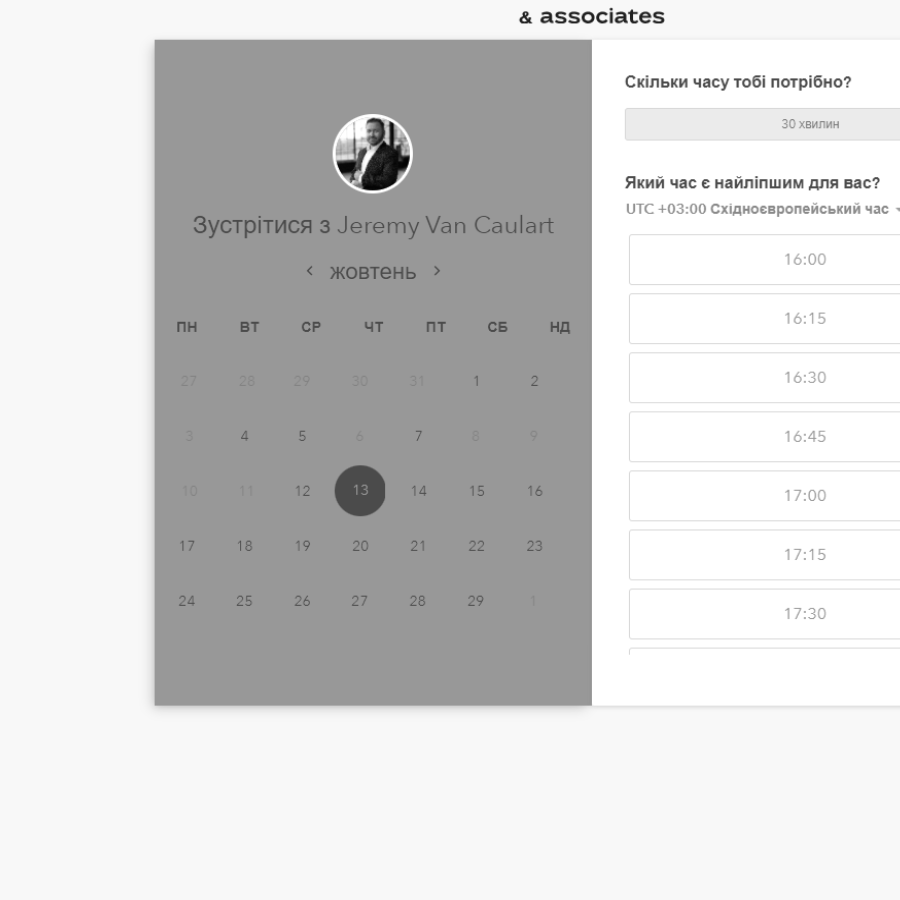 & associates
Зустрітися з Jeremy Van Caulart
жовтень
ПН ВТ СР ЧТ ПТ СБ НД
27 28 29 30 31 1 2
3 4 5 6 7 8 9
10 11 12 13 14 15 16
17 18 19 20 21 22 23
24 25 26 27 28 29 1
Скільки часу тобі потрібно?
30 хвилин
Який час є найліпшим для вас?
UTC +03:00 Східноєвропейський час
16:00
16:15
16:30
16:45
17:00
17:15
17:30